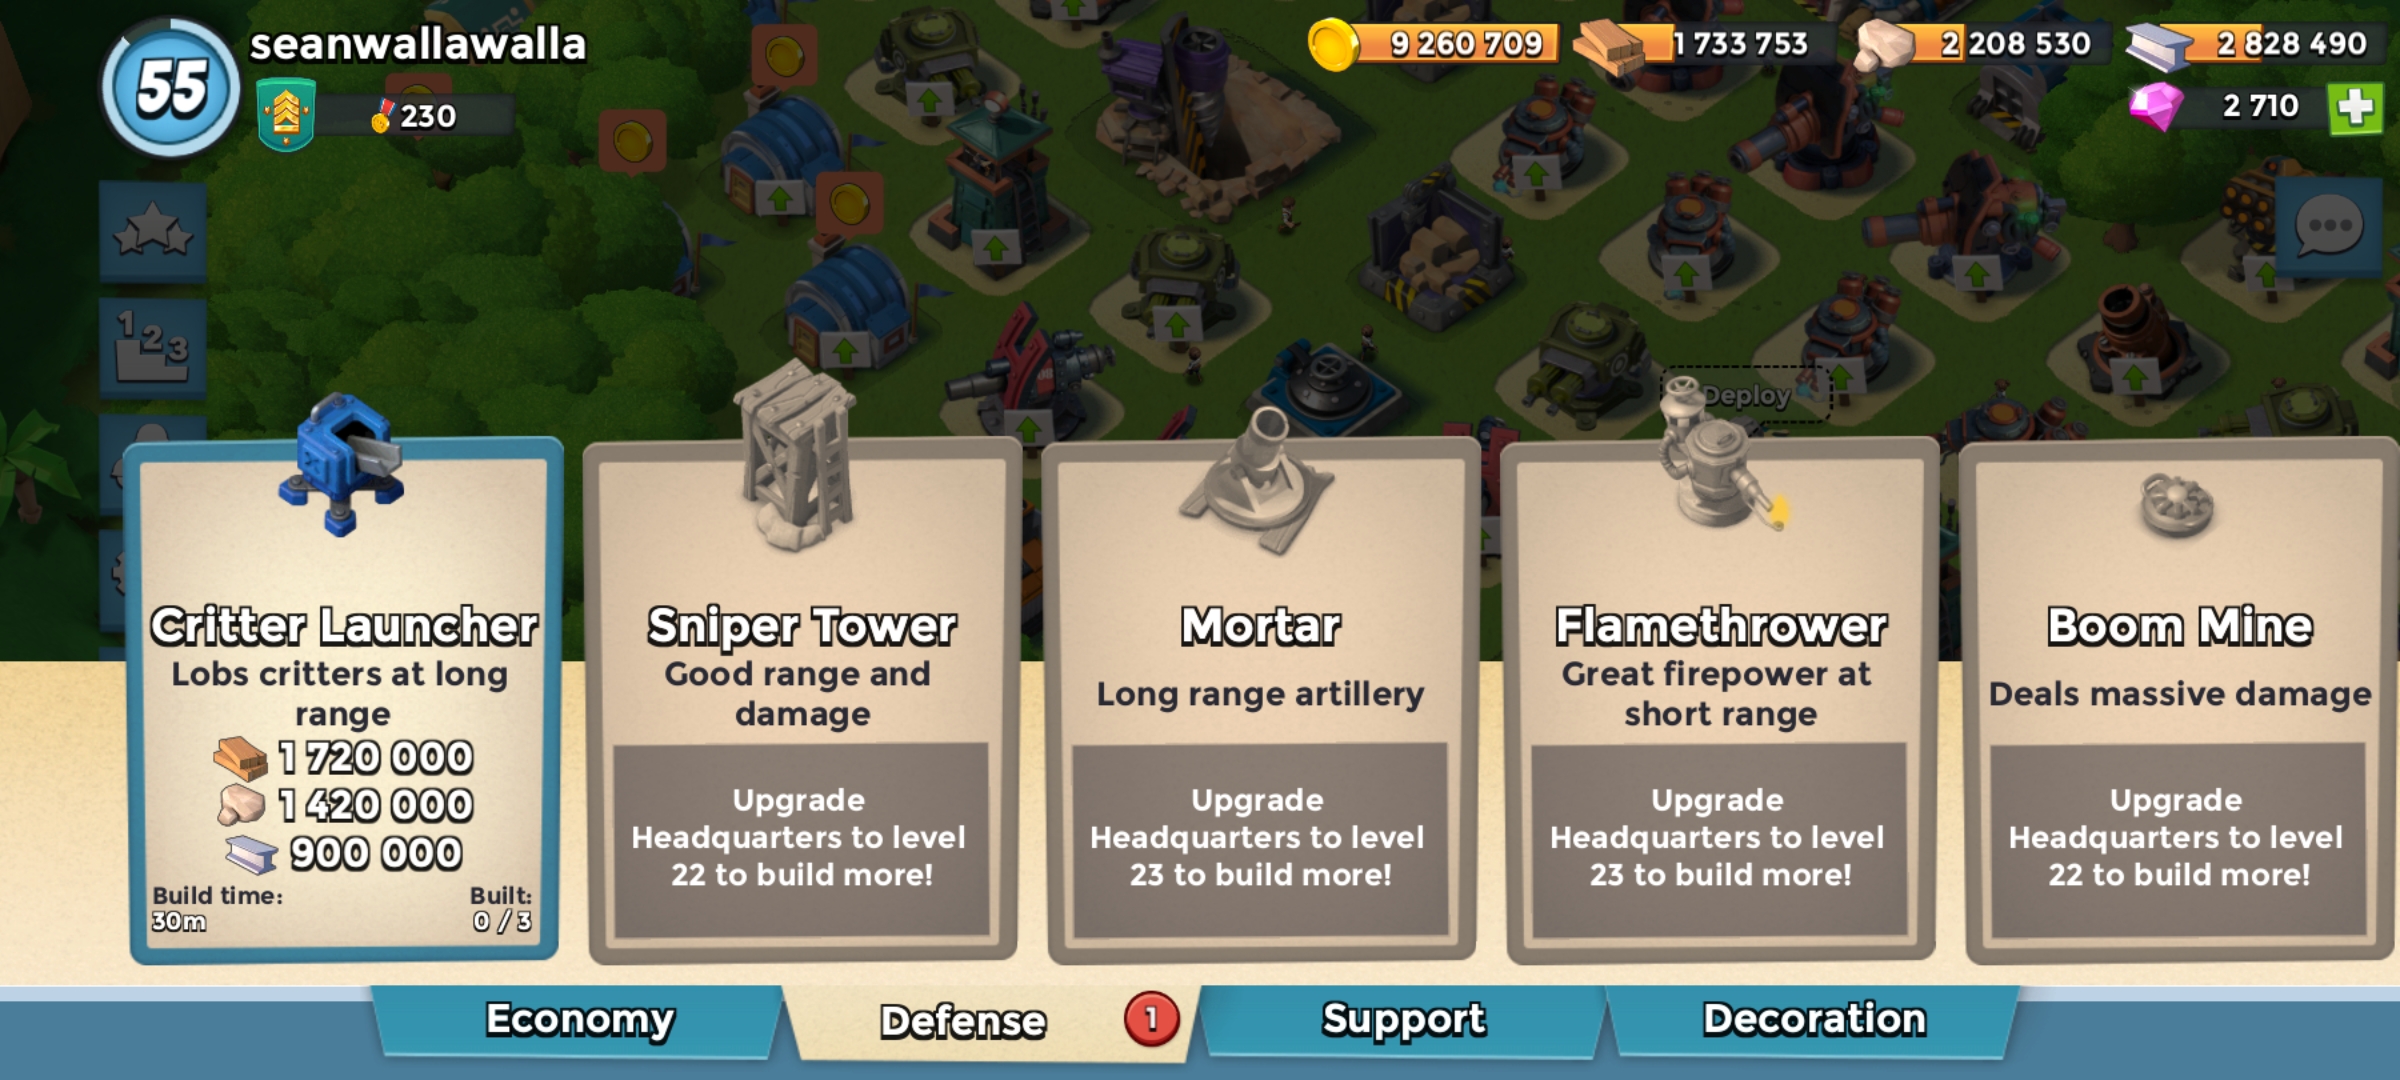 55
seanwallawalla
230
9 260 709
1 733 753
2 208 530
2 828 490
2 710
1 2 3
Deploy
Critter Launcher
Lobs critters at long
range
1 720 000
1 420 000
900 000
Build time:
30m
Built:
0 / 3
Sniper Tower
Good range and
damage
Upgrade
Headquarters to level
22 to build more!
Mortar
Long range artillery
Upgrade
Headquarters to level
23 to build more!
Flamethrower
Great firepower at
short range
Upgrade
Headquarters to level
23 to build more!
Boom Mine
Deals massive damage
Upgrade
Headquarters to level
22 to build more!
Economy
Defense
1
Support
Decoration